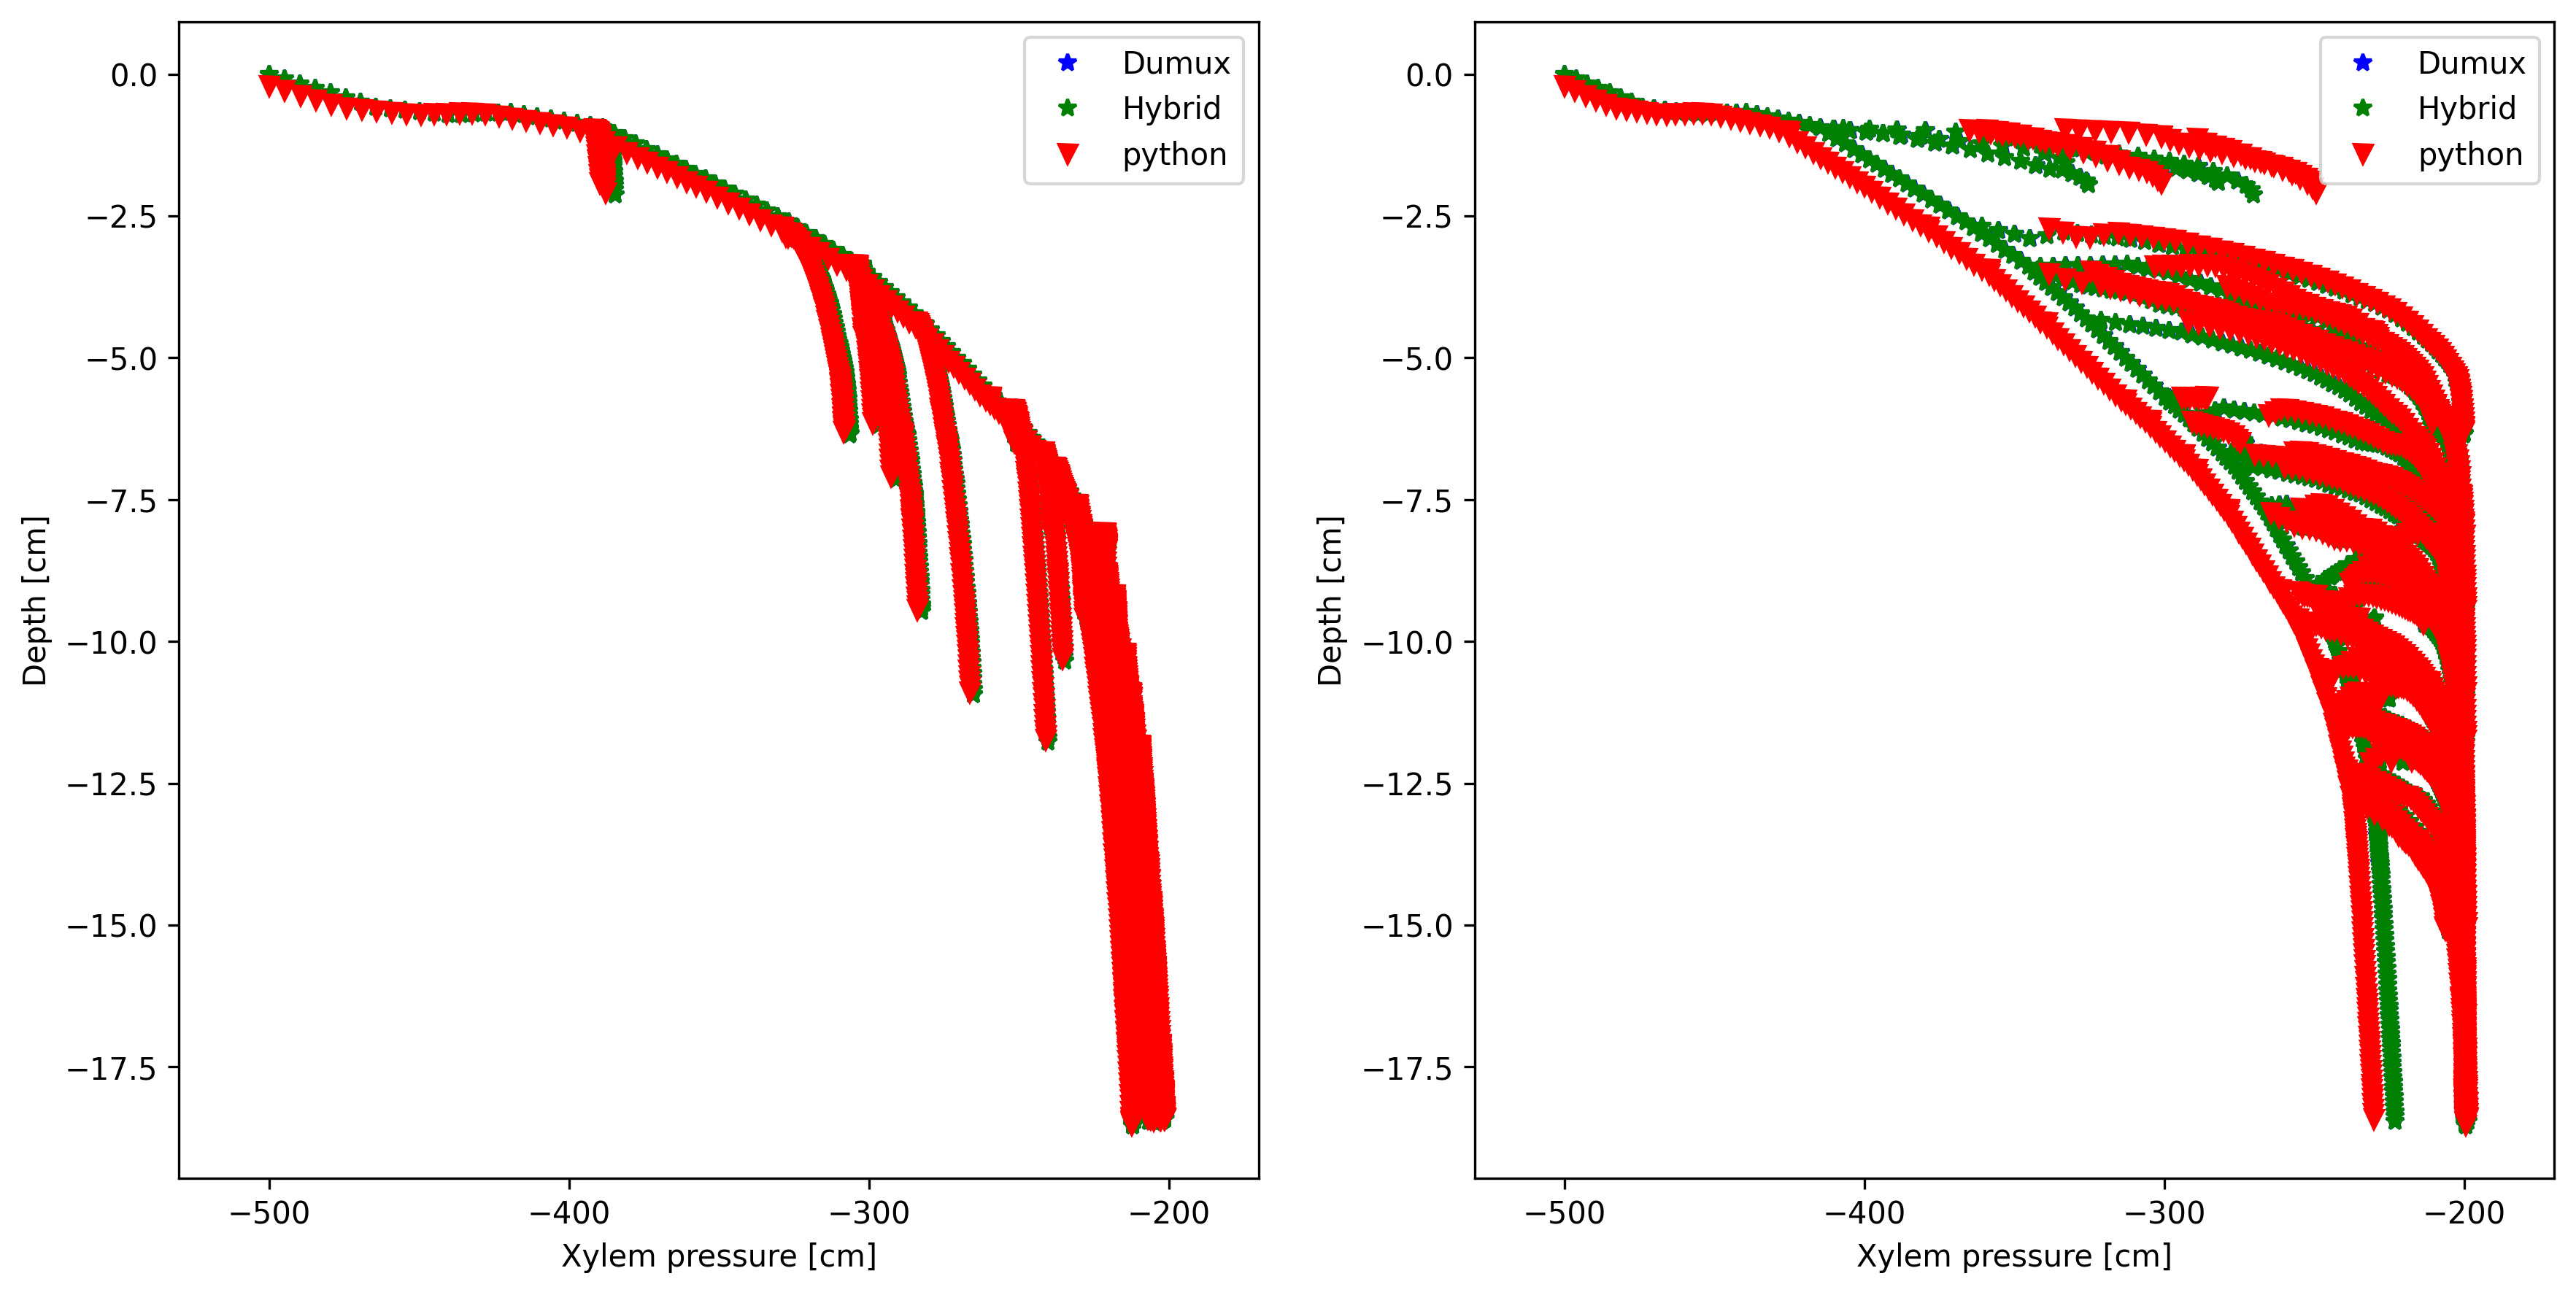 Dumux
Hybrid
python
0.0
−2.5
−5.0
−7.5
−10.0
−12.5
−15.0
−17.5
Depth [cm]
−500 −400 −300 −200
Xylem pressure [cm]
Dumux
Hybrid
python
0.0
−2.5
−5.0
−7.5
−10.0
−12.5
−15.0
−17.5
Depth [cm]
−500 −400 −300 −200
Xylem pressure [cm]